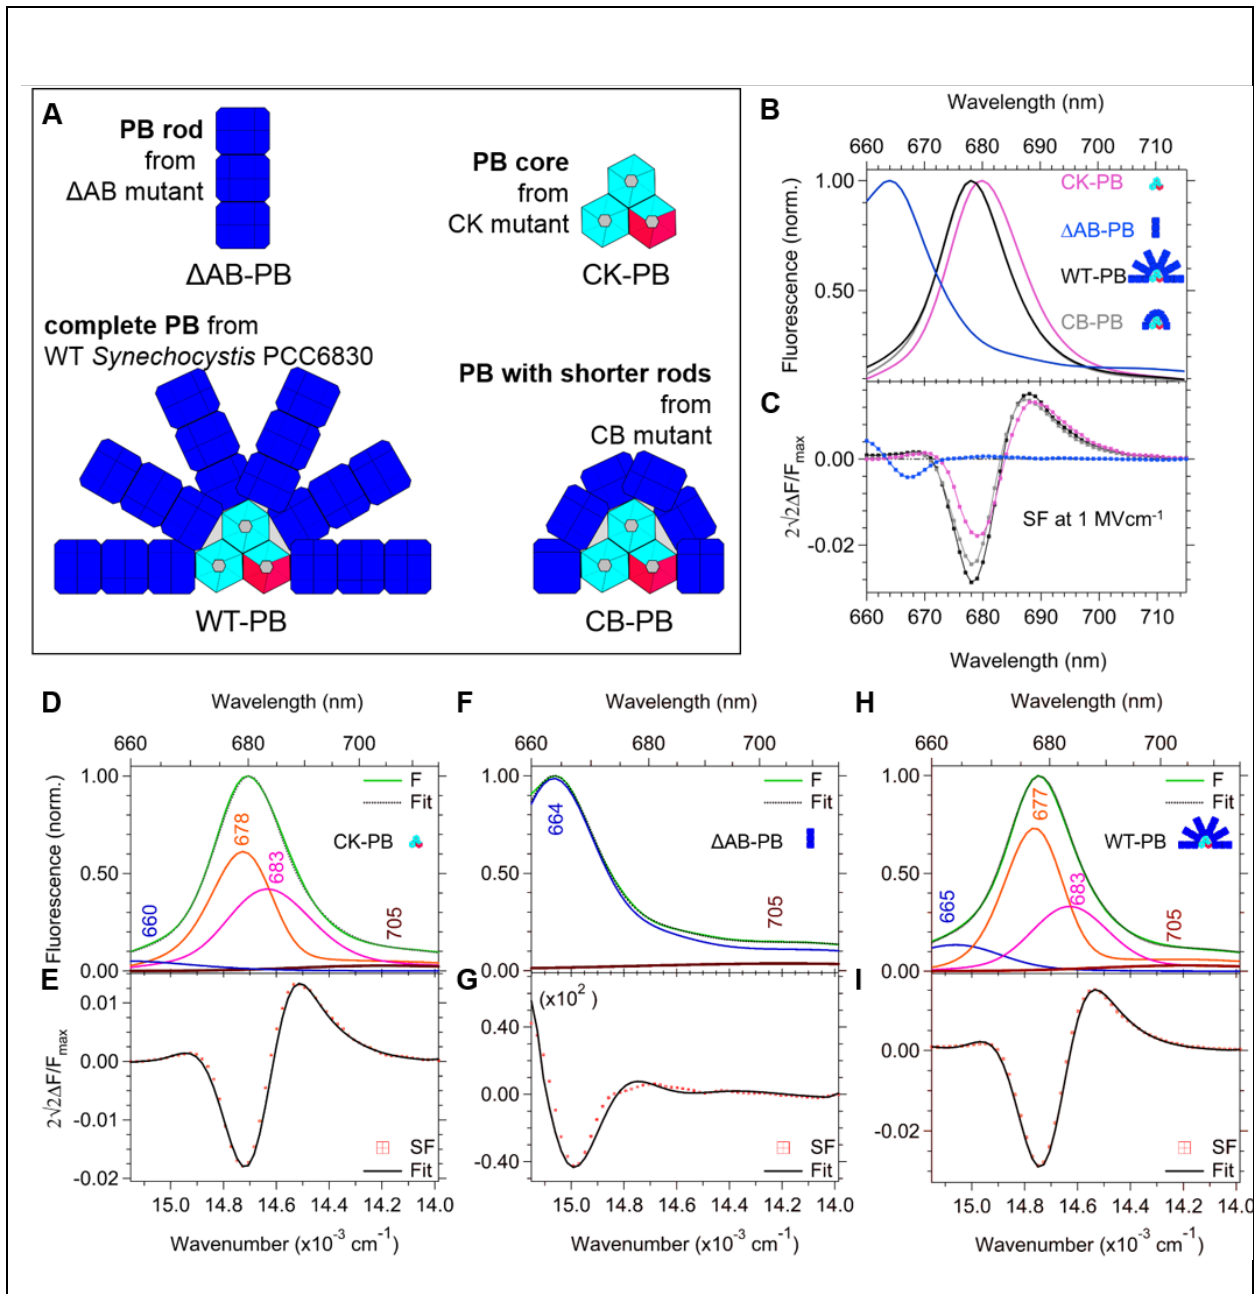 A
PB rod
from
ΔAB mutant
ΔAB-PB
PB core
from
CK mutant
CK-PB
complete PB from
WT Synechocystis PCC6830
WT-PB
PB with shorter rods
from
CB mutant
CB-PB
B
Wavelength (nm)
660 670 680 690 700 710
1.00
0.50
Fluorescence (norm.)
CK-PB
ΔAB-PB
WT-PB
CB-PB
C
0.00
-0.02
2√2ΔF/Fmax
SF at 1 MVcm-1
660 670 680 690 700 710
Wavelength (nm)
D
Wavelength (nm)
660 680 700
1.00
0.50
0.00
Fluorescence (norm.)
F
Fit
CK-PB
678
683
660
705
E
0.01
0.00
-0.01
-0.02
2√2ΔF/Fmax
SF
Fit
15.0 14.8 14.6 14.4 14.2 14.0
Wavenumber (x10-3 cm-1)
F
Wavelength (nm)
660 680 700
1.00
0.50
0.00
F
Fit
ΔAB-PB
664
705
G
(x102 )
0.40
0.00
-0.40
SF
Fit
15.0 14.8 14.6 14.4 14.2 14.0
Wavenumber (x10-3 cm-1)
H
Wavelength (nm)
660 680 700
1.00
0.50
0.00
F
Fit
WT-PB
677
683
665
705
I
0.00
-0.02
SF
Fit
15.0 14.8 14.6 14.4 14.2 14.0
Wavenumber (x10-3 cm-1)